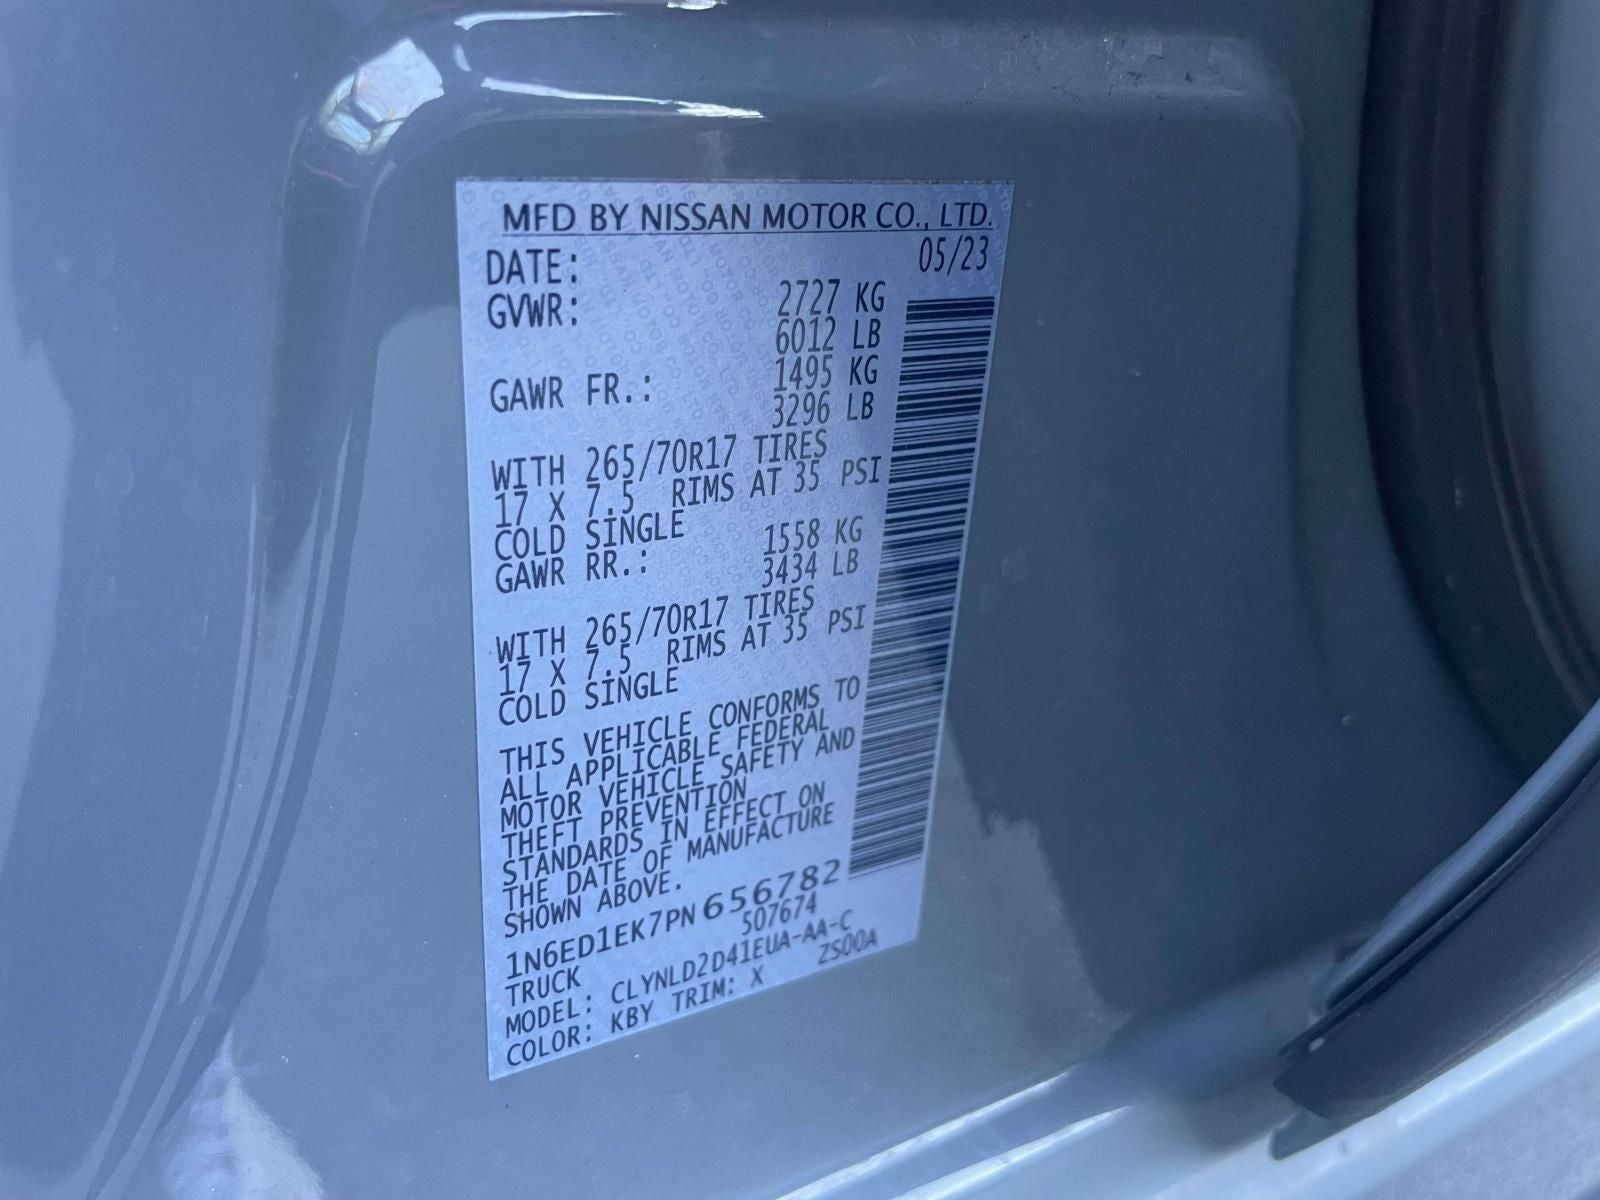 MFD BY NISSAN MOTOR CO., LTD.
DATE: 05/23
GVWR: 2727 KG
6012 LB
GAWR FR.: 1495 KG
3296 LB
WITH 265/70R17 TIRES
17 X 7.5 RIMS AT 35 PSI
COLD SINGLE
GAWR RR.: 1558 KG
3434 LB
WITH 265/70R17 TIRES
17 X 7.5 RIMS AT 35 PSI
COLD SINGLE
THIS VEHICLE CONFORMS TO
ALL APPLICABLE FEDERAL
MOTOR VEHICLE SAFETY AND
THEFT PREVENTION
STANDARDS IN EFFECT ON
THE DATE OF MANUFACTURE
SHOWN ABOVE.
1N6ED1EK7PN656782
TRUCK 507674
MODEL: CLYNLD2D41EUA-AA-C
COLOR: KBY TRIM: X ZS00A